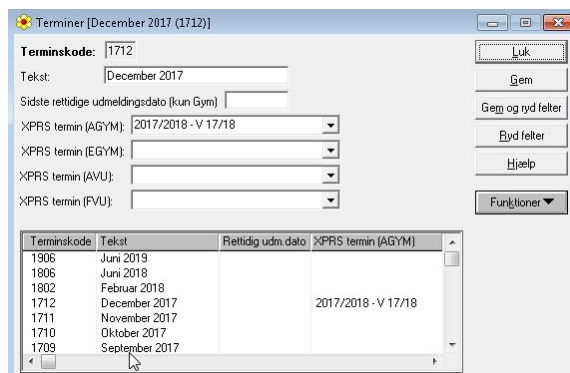 Terminer [December 2017 (1712)]
Terminskode: 1712
Tekst: December 2017
Sidste rettidige udmeldingsdato (kun Gym)
XPRS termin (AGYM): 2017/2018 - V 17/18
XPRS termin (EGYM):
XPRS termin (AVU):
XPRS termin (FVU):
Luk
Gem
Gem og ryd felter
Ryd felter
Hjælp
Funktioner
Terminskode Tekst Rettidig udm.dato XPRS termin (AGYM)
1906 Juni 2019
1806 Juni 2018
1802 Februar 2018
1712 December 2017 2017/2018 - V 17/18
1711 November 2017
1710 Oktober 2017
1709 September 2017